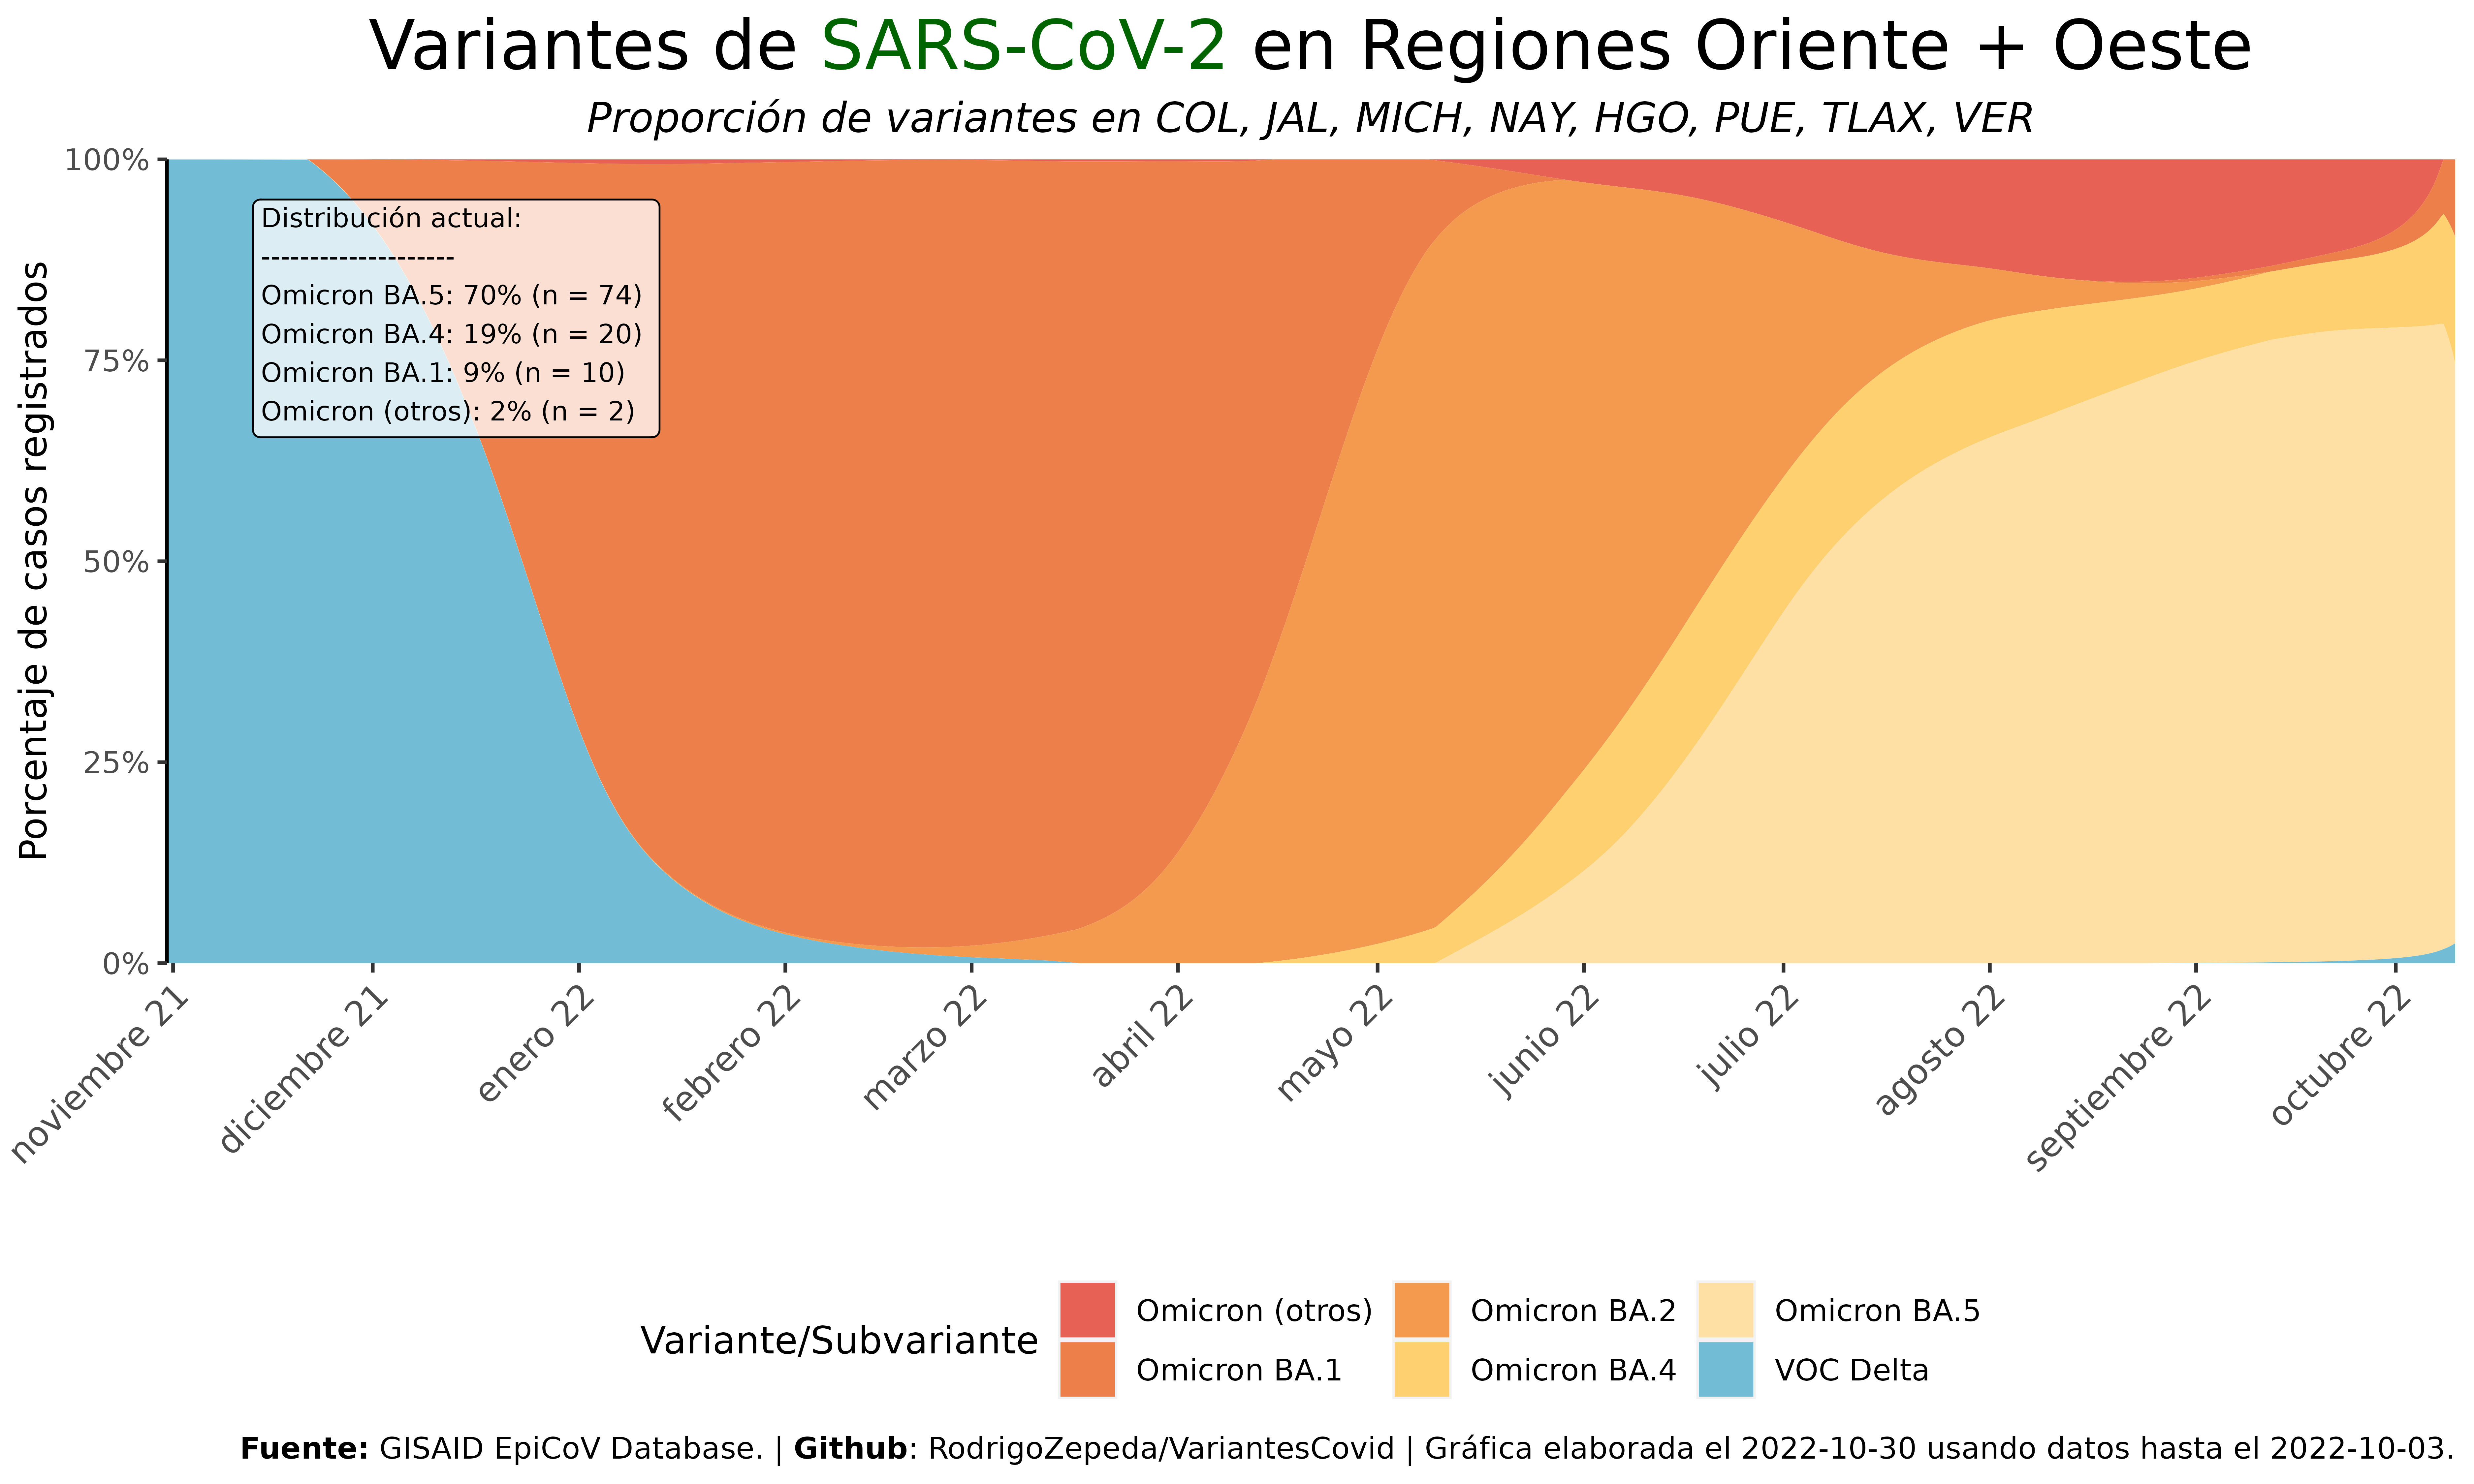 Variantes de SARS-CoV-2 en Regiones Oriente + Oeste
Proporción de variantes en COL, JAL, MICH, NAY, HGO, PUE, TLAX, VER
Porcentaje de casos registrados
100%
75%
50%
25%
0%
Distribución actual:
--------------------
Omicron BA.5: 70% (n = 74)
Omicron BA.4: 19% (n = 20)
Omicron BA.1: 9% (n = 10)
Omicron (otros): 2% (n = 2)
noviembre 21
diciembre 21
enero 22
febrero 22
marzo 22
abril 22
mayo 22
junio 22
julio 22
agosto 22
septiembre 22
octubre 22
Variante/Subvariante
Omicron (otros)
Omicron BA.1
Omicron BA.2
Omicron BA.4
Omicron BA.5
VOC Delta
Fuente: GISAID EpiCoV Database. | Github: RodrigoZepeda/VariantesCovid | Gráfica elaborada el 2022-10-30 usando datos hasta el 2022-10-03.